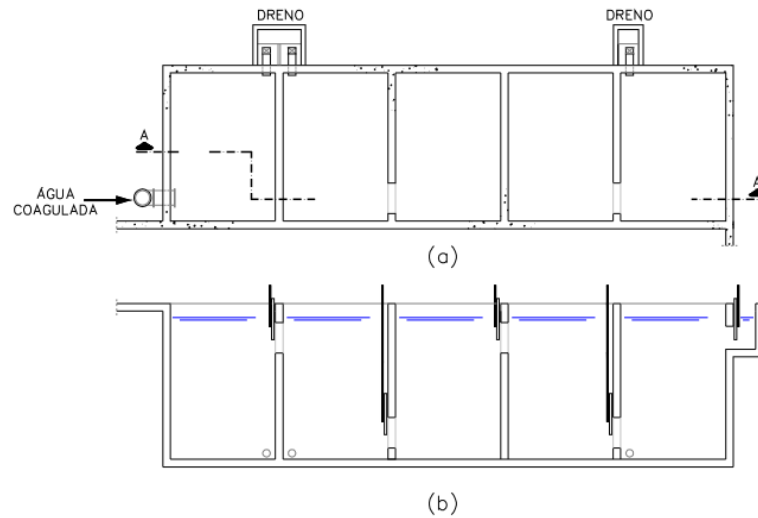 DRENO
DRENO
A
ÁGUA
COAGULADA
A
(a)
(b)